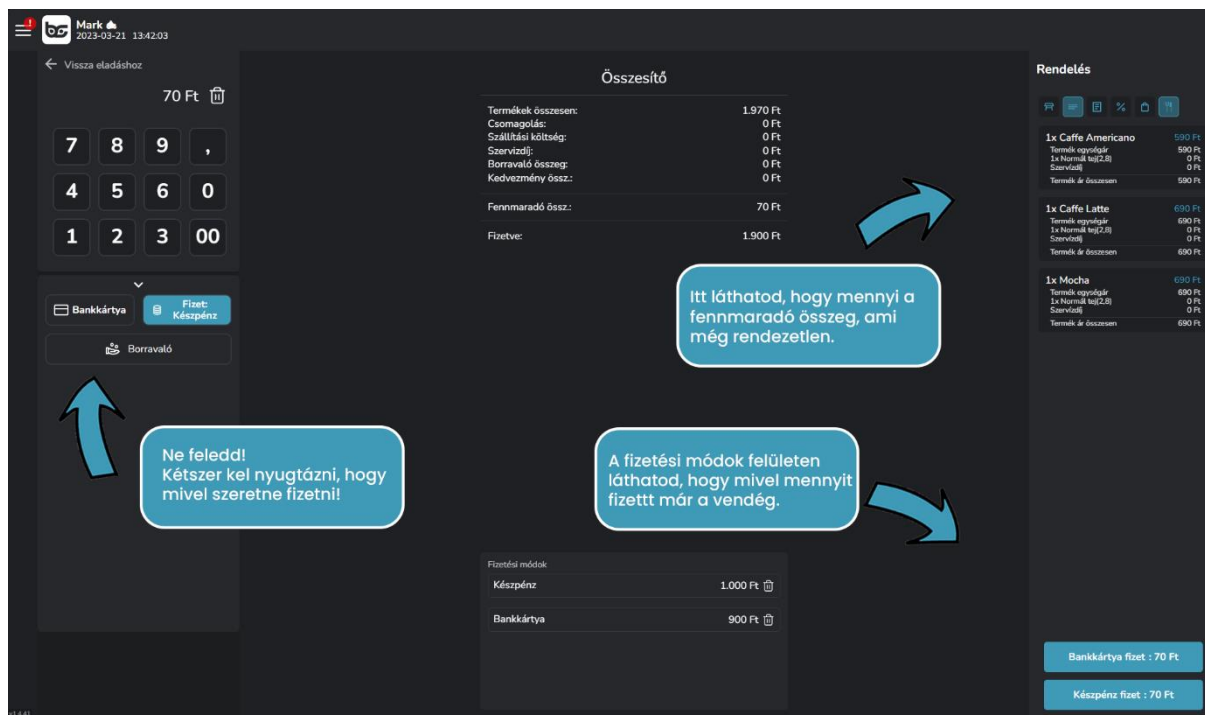 !
Mark
2023-03-21 13:42:03
Vissza eladáshoz
70 Ft
7 8 9 ,
4 5 6 0
1 2 3 00
Bankkártya
Fizet:
Készpénz
Borravaló
Ne feledd!
Kétszer kel nyugtázni, hogy
mivel szeretne fizetni!
Összesítő
Termékek összesen: 1.970 Ft
Csomagolás: 0 Ft
Szállítási költség: 0 Ft
Szervizdíj: 0 Ft
Borravaló összeg: 0 Ft
Kedvezmény össz.: 0 Ft
Fennmaradó össz.: 70 Ft
Fizetve: 1.900 Ft
Itt láthatod, hogy mennyi a
fennmaradó összeg, ami
még rendezetlen.
A fizetési módok felületen
láthatod, hogy mivel mennyit
fizettt már a vendég.
Fizetési módok
Készpénz 1.000 Ft
Bankkártya 900 Ft
Rendelés
1x Caffe Americano 590 Ft
Termék egységár 590 Ft
1x Normál tej(2,8) 0 Ft
Szervízdíj 0 Ft
Termék ár összesen 590 Ft
1x Caffe Latte 690 Ft
Termék egységár 690 Ft
1x Normál tej(2,8) 0 Ft
Szervízdíj 0 Ft
Termék ár összesen 690 Ft
1x Mocha 690 Ft
Termék egységár 690 Ft
1x Normál tej(2,8) 0 Ft
Szervízdíj 0 Ft
Termék ár összesen 690 Ft
Bankkártya fizet : 70 Ft
Készpénz fizet : 70 Ft